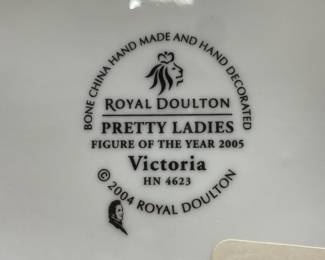 BONE CHINA HAND MADE AND HAND DECORATED
ROYAL DOULTON
PRETTY LADIES
FIGURE OF THE YEAR 2005
Victoria
HN 4623
© 2004 ROYAL DOULTON